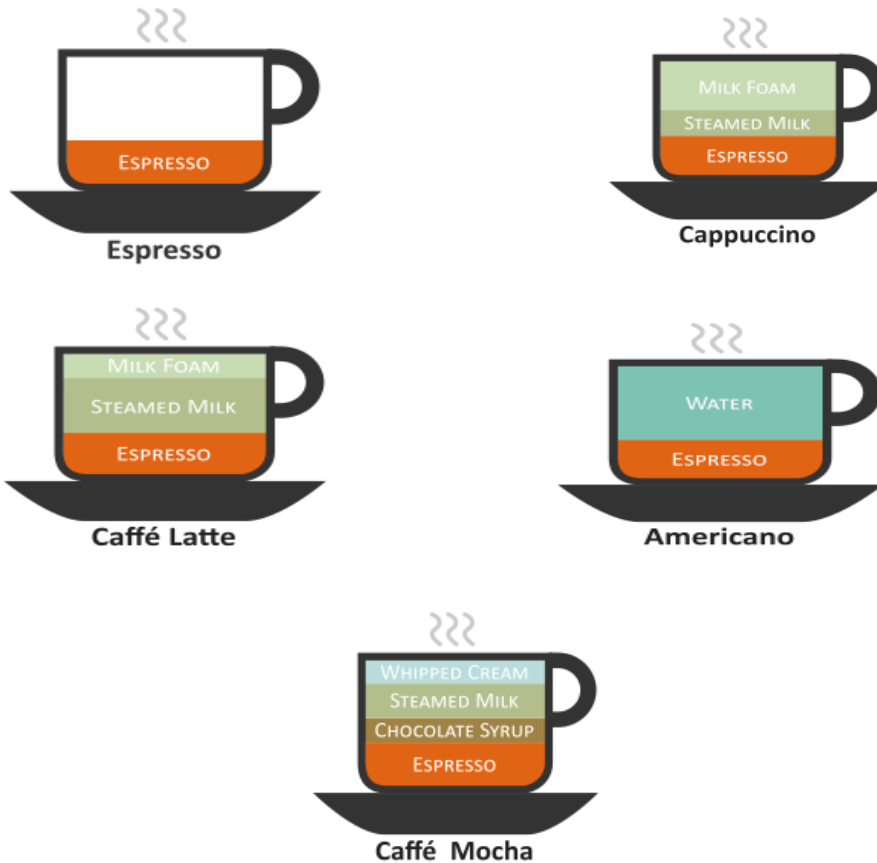 ESPRESSO
Espresso
MILK FOAM
STEAMED MILK
ESPRESSO
Cappuccino
MILK FOAM
STEAMED MILK
ESPRESSO
Caffé Latte
WATER
ESPRESSO
Americano
WHIPPED CREAM
STEAMED MILK
CHOCOLATE SYRUP
ESPRESSO
Caffé Mocha